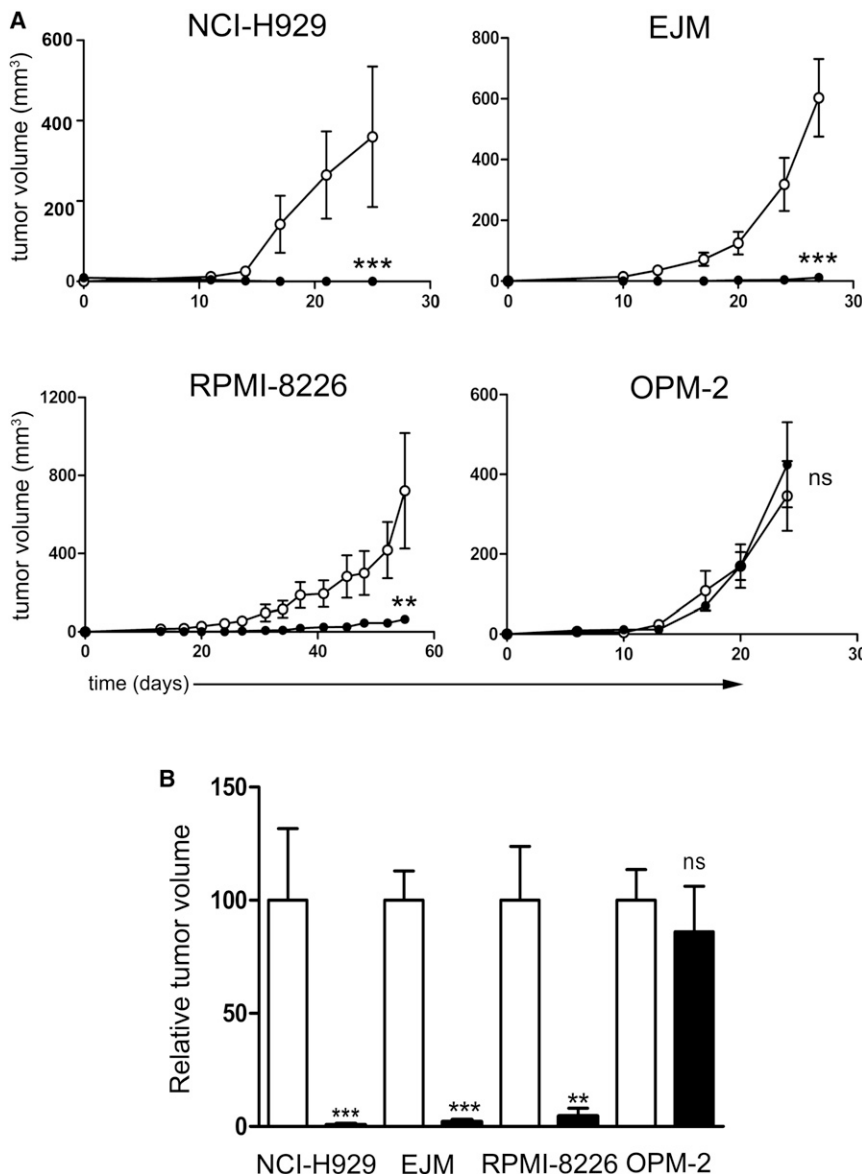 A
NCI-H929
EJM
tumor volume (mm³)
600
400
200
0
0 10 20 30
***
800
600
400
200
0
0 10 20 30
***
RPMI-8226
OPM-2
tumor volume (mm³)
1200
800
400
0
0 20 40 60
**
600
400
200
0
0 10 20 30
ns
time (days)
B
Relative tumor volume
150
100
50
0
***
***
**
ns
NCI-H929 EJM RPMI-8226 OPM-2